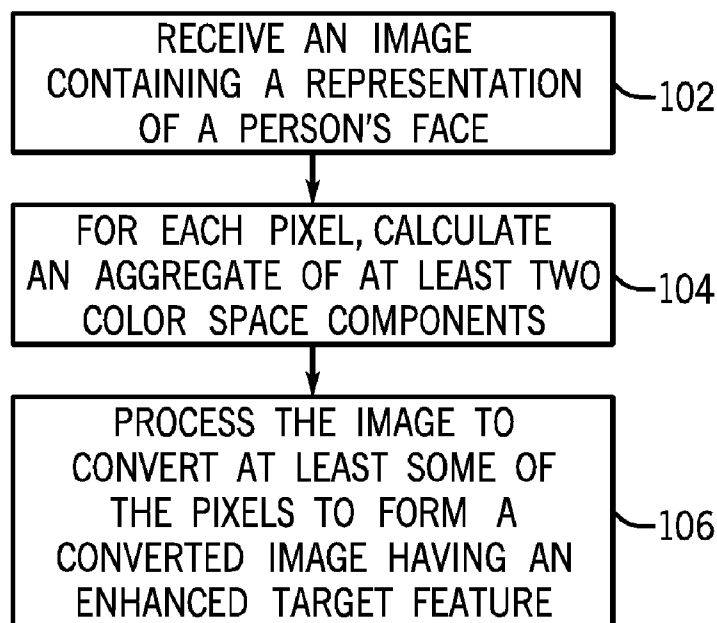 RECEIVE AN IMAGE
CONTAINING A REPRESENTATION
OF A PERSON'S FACE
102
FOR EACH PIXEL, CALCULATE
AN AGGREGATE OF AT LEAST TWO
COLOR SPACE COMPONENTS
104
PROCESS THE IMAGE TO
CONVERT AT LEAST SOME OF
THE PIXELS TO FORM A
CONVERTED IMAGE HAVING AN
ENHANCED TARGET FEATURE
106